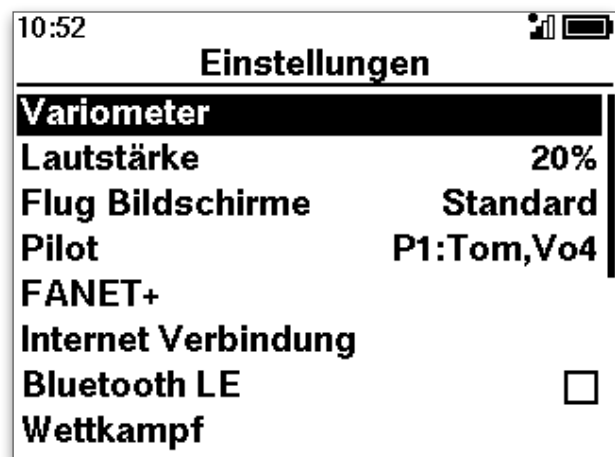 10:52
Einstellungen
Variometer
Lautstärke 20%
Flug Bildschirme Standard
Pilot P1:Tom,Vo4
FANET+
Internet Verbindung
Bluetooth LE
Wettkampf